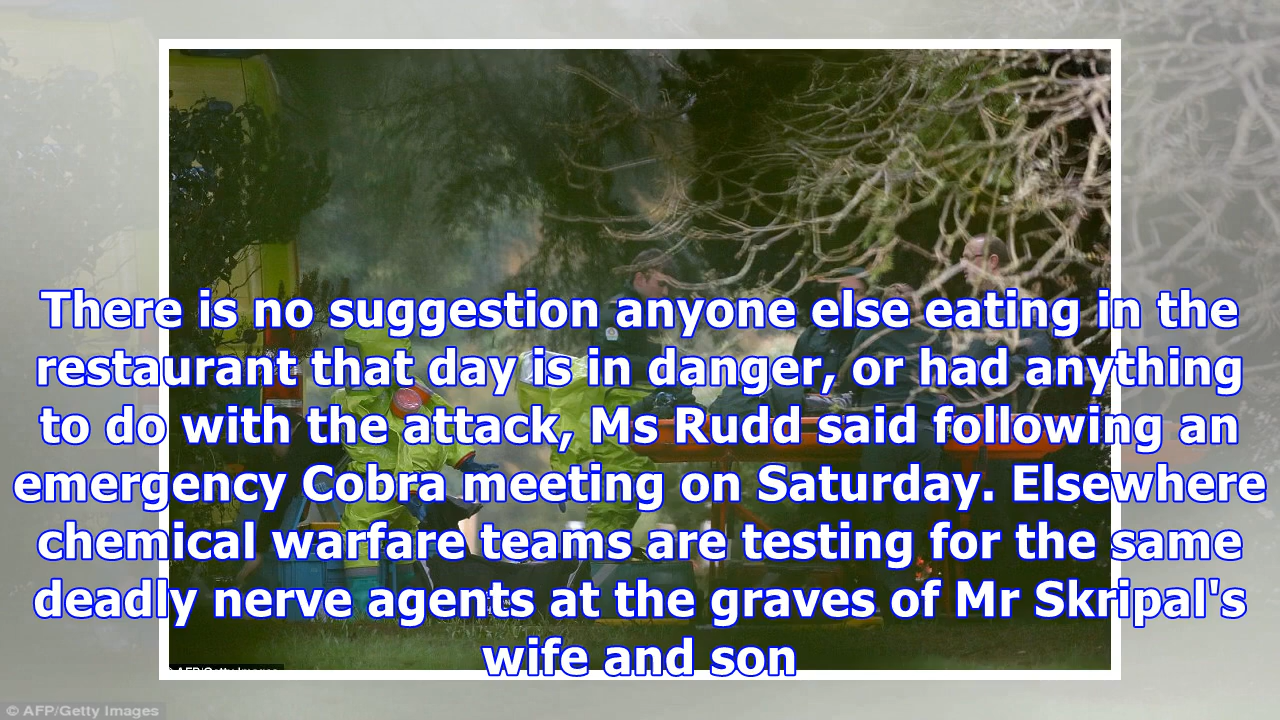 There is no suggestion anyone else eating in the
restaurant that day is in danger, or had anything
to do with the attack, Ms Rudd said following an
emergency Cobra meeting on Saturday. Elsewhere
chemical warfare teams are testing for the same
deadly nerve agents at the graves of Mr Skripal's
wife and son
© AFP/Getty Images
© AFP/Getty Images